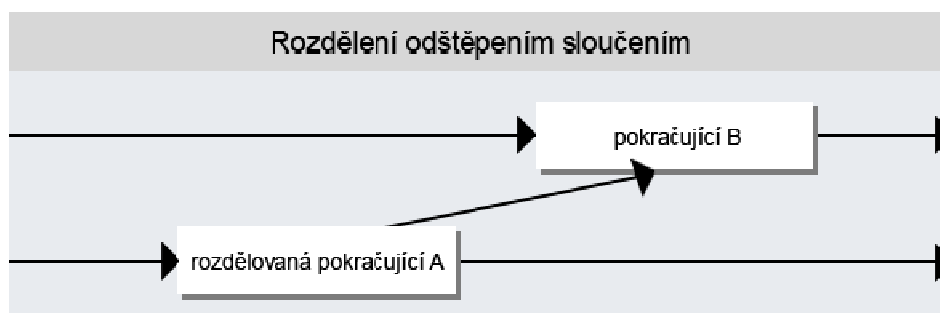 Rozdělení odštěpením sloučením
pokračující B
rozdělovaná pokračující A